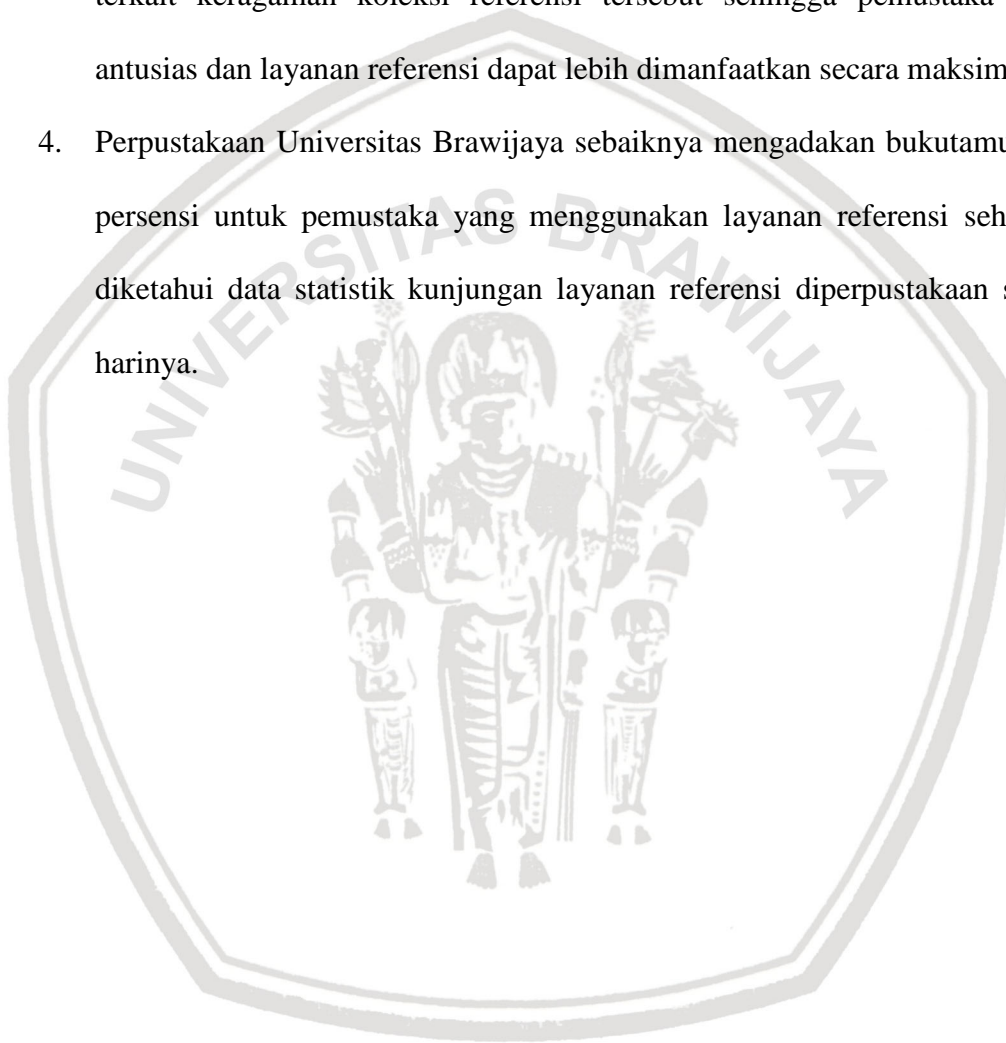 terkait keragaman koleksi referensi tersebut sehingga pemustaka
antusias dan layanan referensi dapat lebih dimanfaatkan secara maksim
4. Perpustakaan Universitas Brawijaya sebaiknya mengadakan bukutamu
persensi untuk pemustaka yang menggunakan layanan referensi seh
diketahui data statistik kunjungan layanan referensi diperpustakaan s
harinya.
UNIVERSITAS BRAWIJAYA